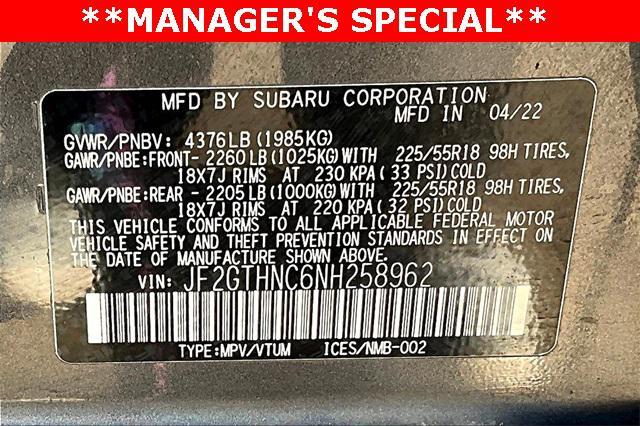 **MANAGER'S SPECIAL**
MFD BY SUBARU CORPORATION
MFD IN 04/22
GVWR/PNBV: 4376LB (1985KG)
GAWR/PNBE:FRONT- 2260 LB (1025KG) WITH 225/55R18 98H TIRES,
18X7J RIMS AT 230 KPA ( 33 PSI) COLD
GAWR/PNBE:REAR - 2205 LB (1000KG) WITH 225/55R18 98H TIRES,
18X7J RIMS AT 220 KPA ( 32 PSI) COLD
THIS VEHICLE CONFORMS TO ALL APPLICABLE FEDERAL MOTOR
VEHICLE SAFETY AND THEFT PREVENTION STANDARDS IN EFFECT ON
THE DATE OF MANUFACTURE SHOWN ABOVE.
VIN: JF2GTHNC6NH258962
TYPE:MPV/VTUM ICES/NMB-002